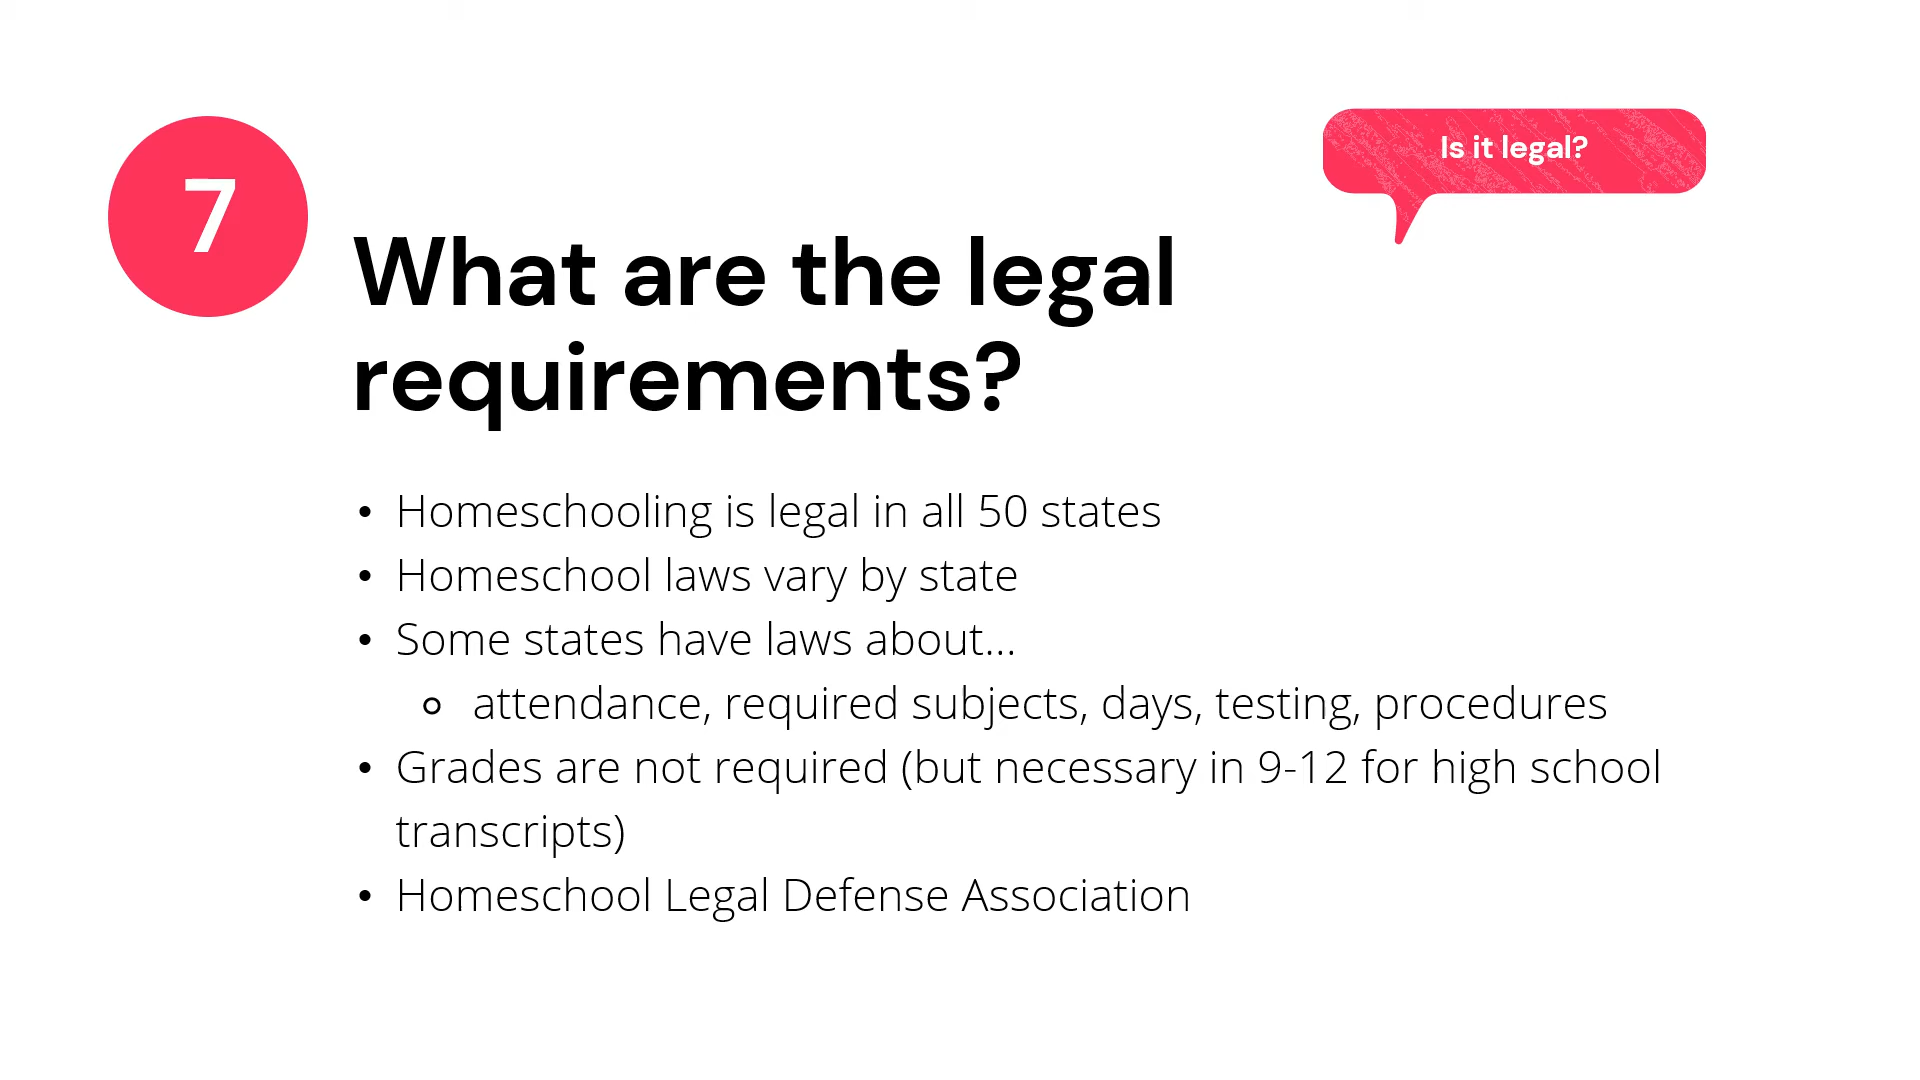 7
Is it legal?
What are the legal
requirements?
• Homeschooling is legal in all 50 states
• Homeschool laws vary by state
• Some states have laws about...
○ attendance, required subjects, days, testing, procedures
• Grades are not required (but necessary in 9-12 for high school
transcripts)
• Homeschool Legal Defense Association